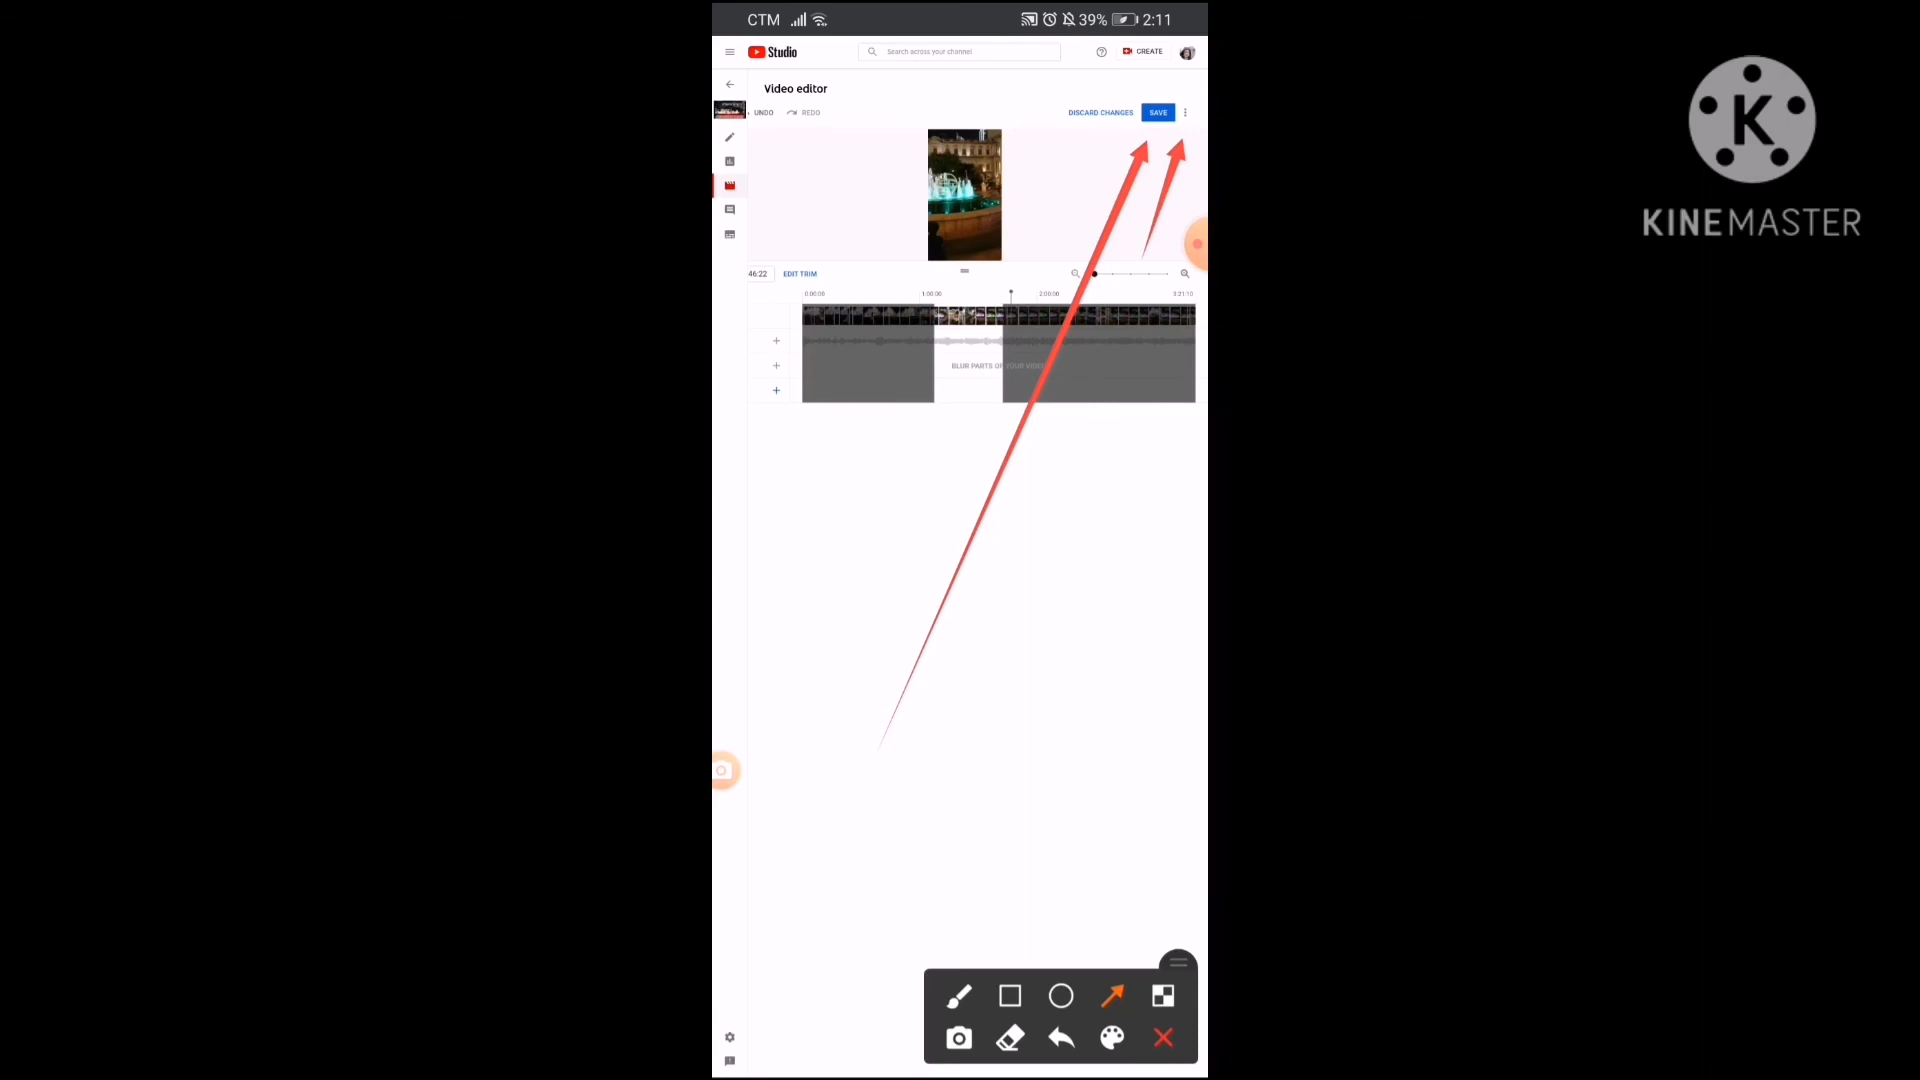 CTM 39% 2:11
Studio Search across your channel CREATE
Video editor
UNDO REDO DISCARD CHANGES SAVE
46:22 EDIT TRIM
0:00:00 1:00:00 2:00:00 3:21:10
BLUR PARTS OF YOUR VIDEO
K
KINEMASTER